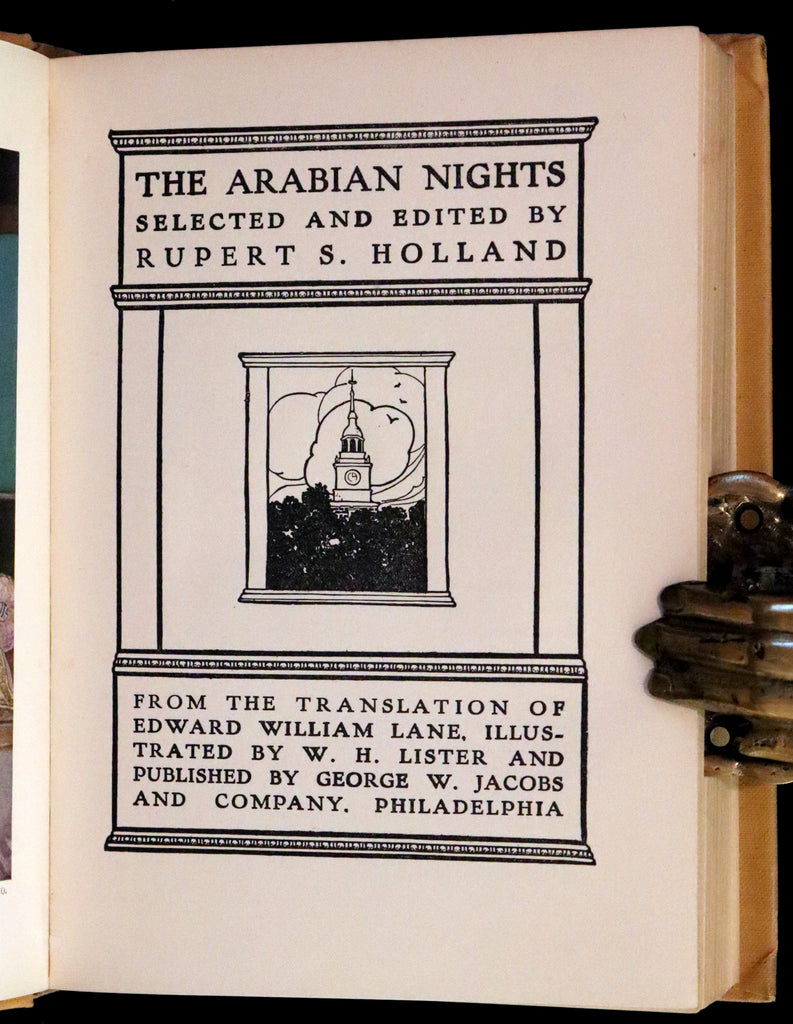 THE ARABIAN NIGHTS
SELECTED AND EDITED BY
RUPERT S. HOLLAND
FROM THE TRANSLATION OF
EDWARD WILLIAM LANE, ILLUS-
TRATED BY W. H. LISTER AND
PUBLISHED BY GEORGE W. JACOBS
AND COMPANY. PHILADELPHIA